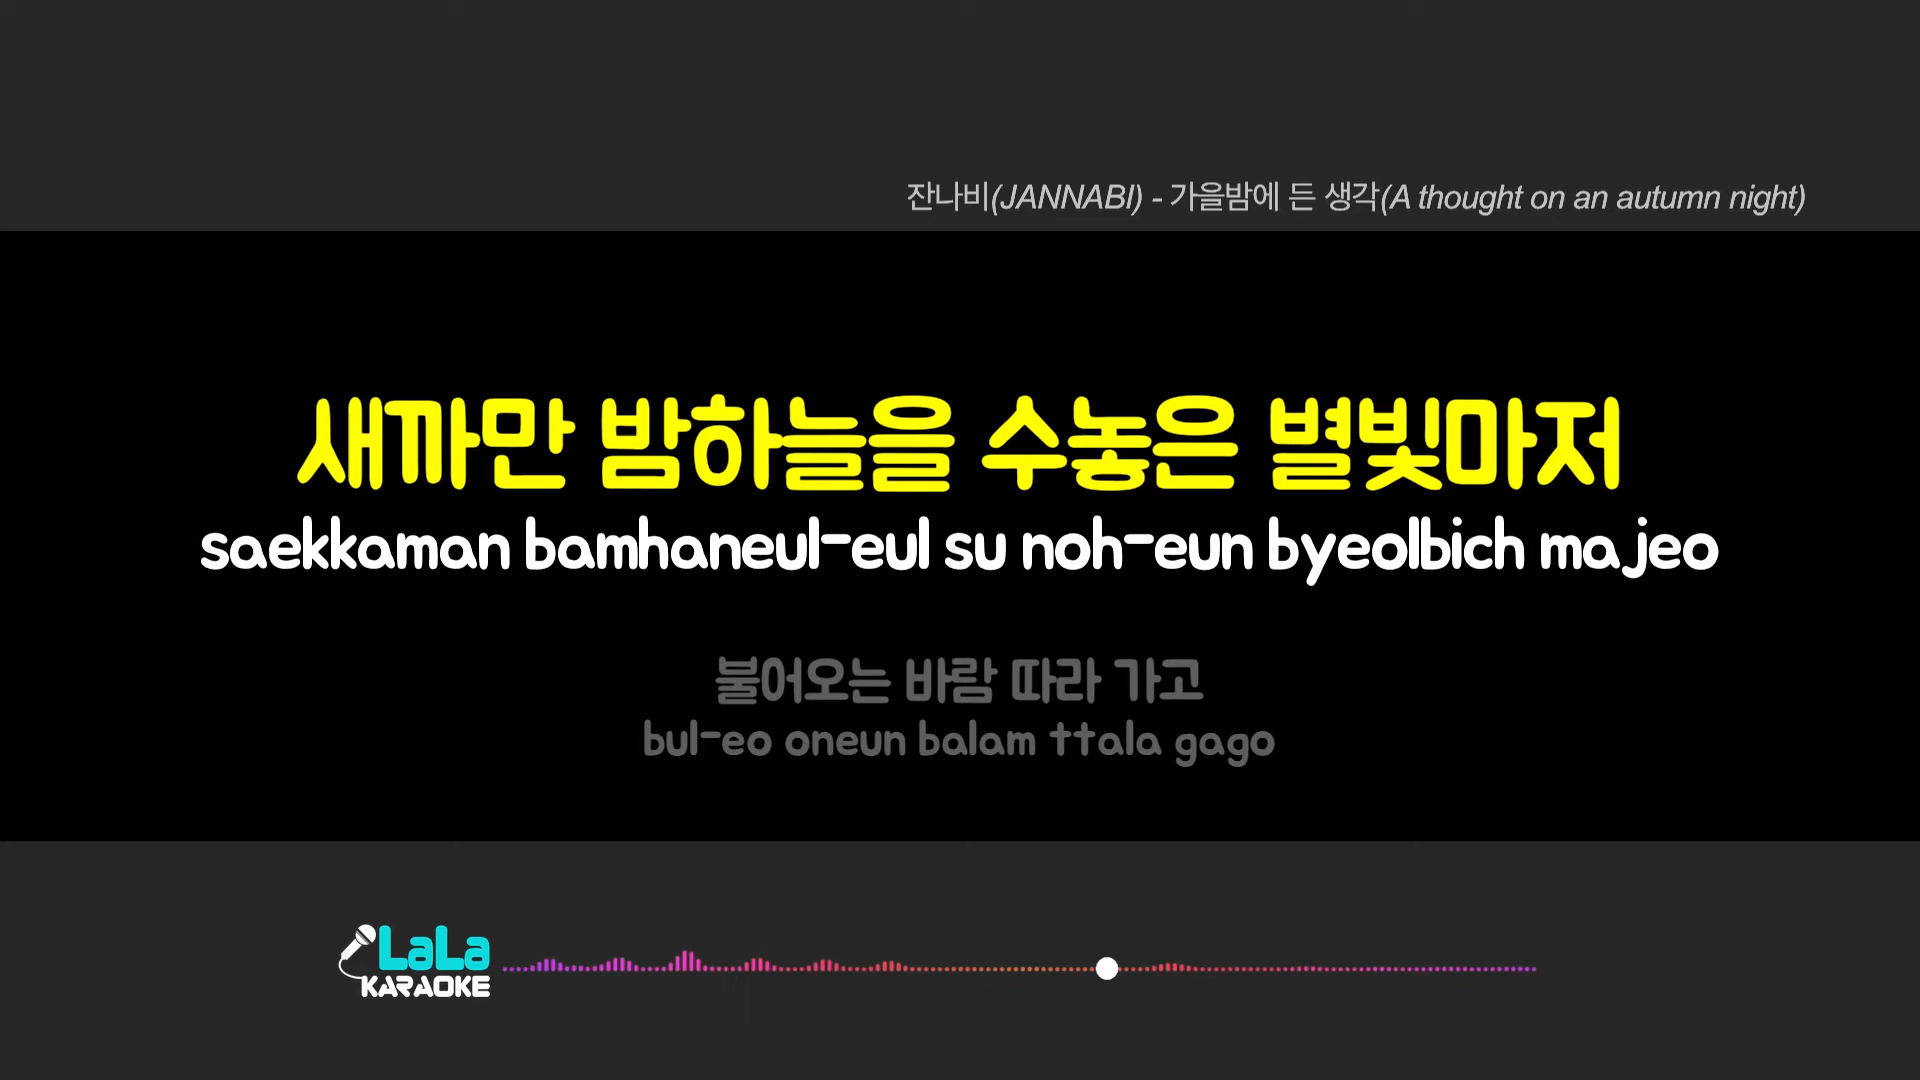 잔나비(JANNABI) - 가을밤에 든 생각(A thought on an autumn night)
새까만 밤하늘을 수놓은 별빛마저
saekkaman bamhaneul-eul su noh-eun byeolbich majeo
불어오는 바람 따라 가고
bul-eo oneun balam ttala gago
LaLa
KARAOKE